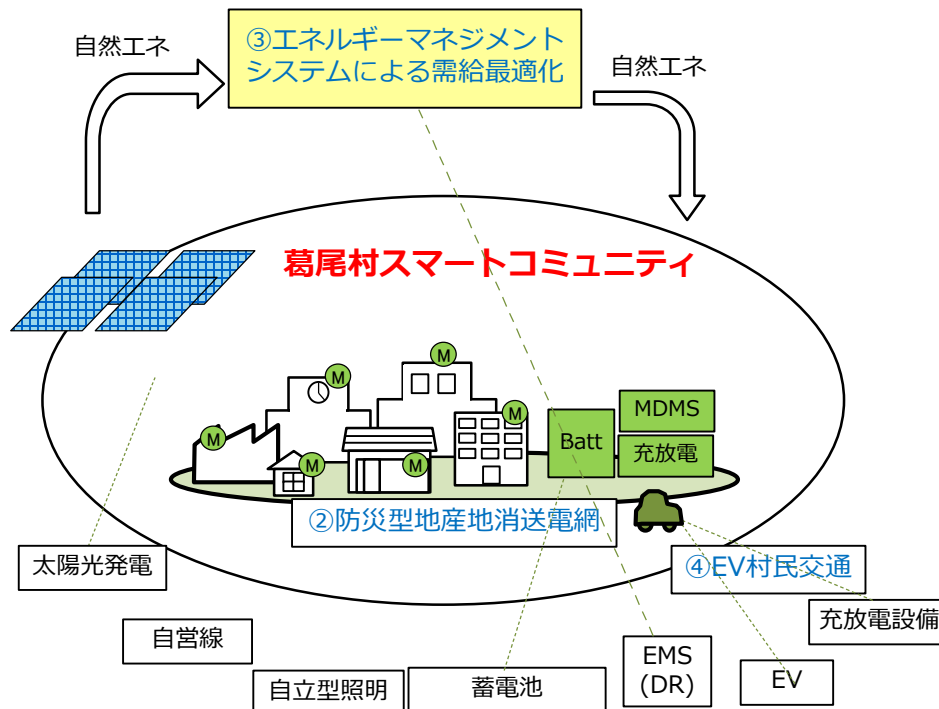 自然エネ
③エネルギーマネジメント
システムによる需給最適化
自然エネ
葛尾村スマートコミュニティ
M
M
M
M
M
M
Batt
MDMS
充放電
②防災型地産地消送電網
④EV村民交通
太陽光発電
充放電設備
自営線
自立型照明
蓄電池
EMS
(DR)
EV